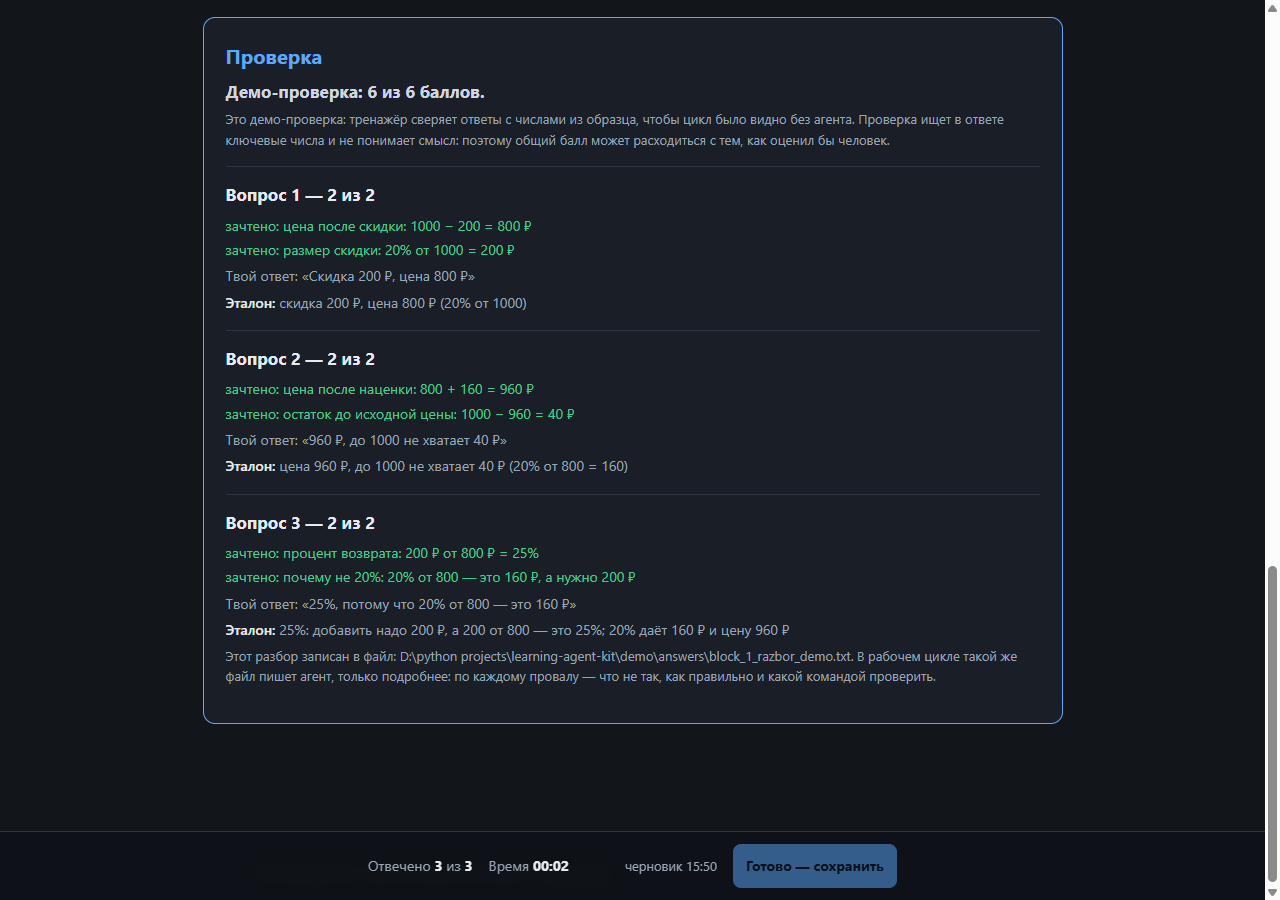 Проверка
Демо-проверка: 6 из 6 баллов.
Это демо-проверка: тренажёр сверяет ответы с числами из образца, чтобы цикл было видно без агента. Проверка ищет в ответе
ключевые числа и не понимает смысл: поэтому общий балл может расходиться с тем, как оценил бы человек.
Вопрос 1 — 2 из 2
зачтено: цена после скидки: 1000 − 200 = 800 ₽
зачтено: размер скидки: 20% от 1000 = 200 ₽
Твой ответ: «Скидка 200 ₽, цена 800 ₽»
Эталон: скидка 200 ₽, цена 800 ₽ (20% от 1000)
Вопрос 2 — 2 из 2
зачтено: цена после наценки: 800 + 160 = 960 ₽
зачтено: остаток до исходной цены: 1000 − 960 = 40 ₽
Твой ответ: «960 ₽, до 1000 не хватает 40 ₽»
Эталон: цена 960 ₽, до 1000 не хватает 40 ₽ (20% от 800 = 160)
Вопрос 3 — 2 из 2
зачтено: процент возврата: 200 ₽ от 800 ₽ = 25%
зачтено: почему не 20%: 20% от 800 — это 160 ₽, а нужно 200 ₽
Твой ответ: «25%, потому что 20% от 800 — это 160 ₽»
Эталон: 25%: добавить надо 200 ₽, а 200 от 800 — это 25%; 20% даёт 160 ₽ и цену 960 ₽
Этот разбор записан в файл: D:\python projects\learning-agent-kit\demo\answers\block_1_razbor_demo.txt. В рабочем цикле такой же
файл пишет агент, только подробнее: по каждому провалу — что не так, как правильно и какой командой проверить.
Отвечено 3 из 3 Время 00:02 черновик 15:50 Готово — сохранить